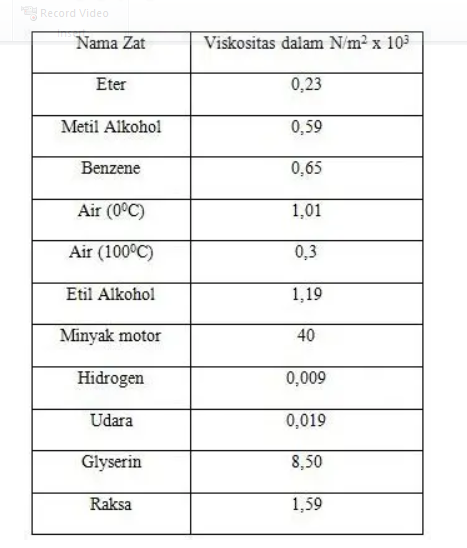 Record Video
Nama Zat Viskositas dalam N/m² x 10³
Eter 0,23
Metil Alkohol 0,59
Benzene 0,65
Air (0⁰C) 1,01
Air (100⁰C) 0,3
Etil Alkohol 1,19
Minyak motor 40
Hidrogen 0,009
Udara 0,019
Glyserin 8,50
Raksa 1,59